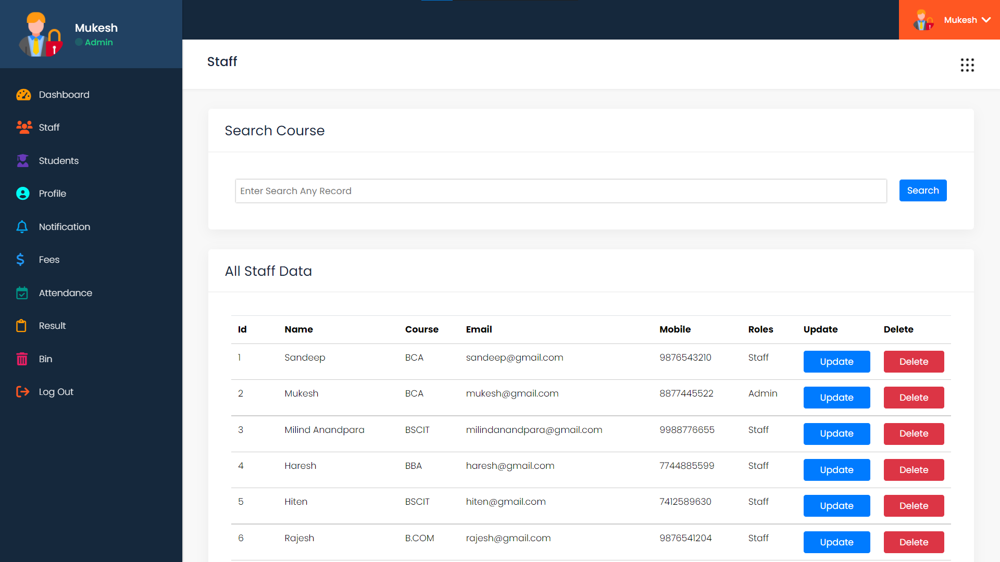 Mukesh
Admin
Dashboard
Staff
Students
Profile
Notification
Fees
Attendance
Result
Bin
Log Out
Mukesh
Staff
Search Course
Enter Search Any Record Search
All Staff Data
Id Name Course Email Mobile Roles Update Delete
1 Sandeep BCA sandeep@gmail.com 9876543210 Staff Update Delete
2 Mukesh BCA mukesh@gmail.com 8877445522 Admin Update Delete
3 Milind Anandpara BSCIT milindanandpara@gmail.com 9988776655 Staff Update Delete
4 Haresh BBA haresh@gmail.com 7744885599 Staff Update Delete
5 Hiten BSCIT hiten@gmail.com 7412589630 Staff Update Delete
6 Rajesh B.COM rajesh@gmail.com 9876541204 Staff Update Delete